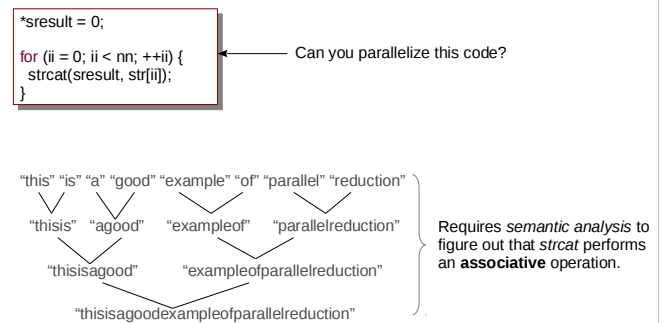 *sresult = 0;
for (ii = 0; ii < nn; ++ii) {
strcat(sresult, str[ii]);
}
Can you parallelize this code?
“this” “is” “a” “good” “example” “of” “parallel” “reduction”
“thisis” “agood” “exampleof” “parallelreduction”
“thisisagood” “exampleofparallelreduction”
“thisisagoodexampleofparallelreduction”
Requires semantic analysis to
figure out that strcat performs
an associative operation.